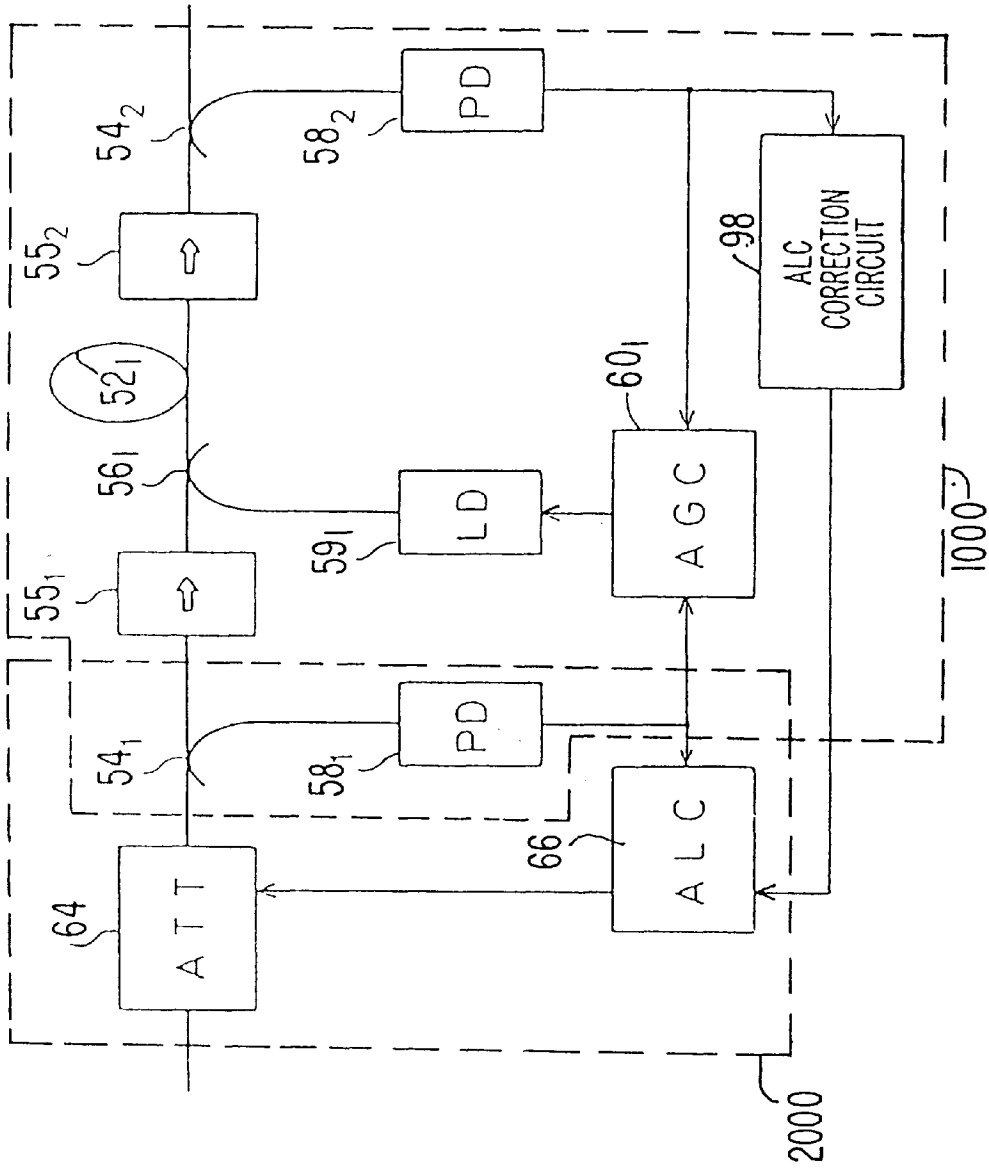 64
ATT
54₁
55₁
56₁
52₁
55₂
54₂
58₁
PD
59₁
LD
58₂
PD
66
ALC
AGC
60₁
98
ALC
CORRECTION
CIRCUIT
2000
1000